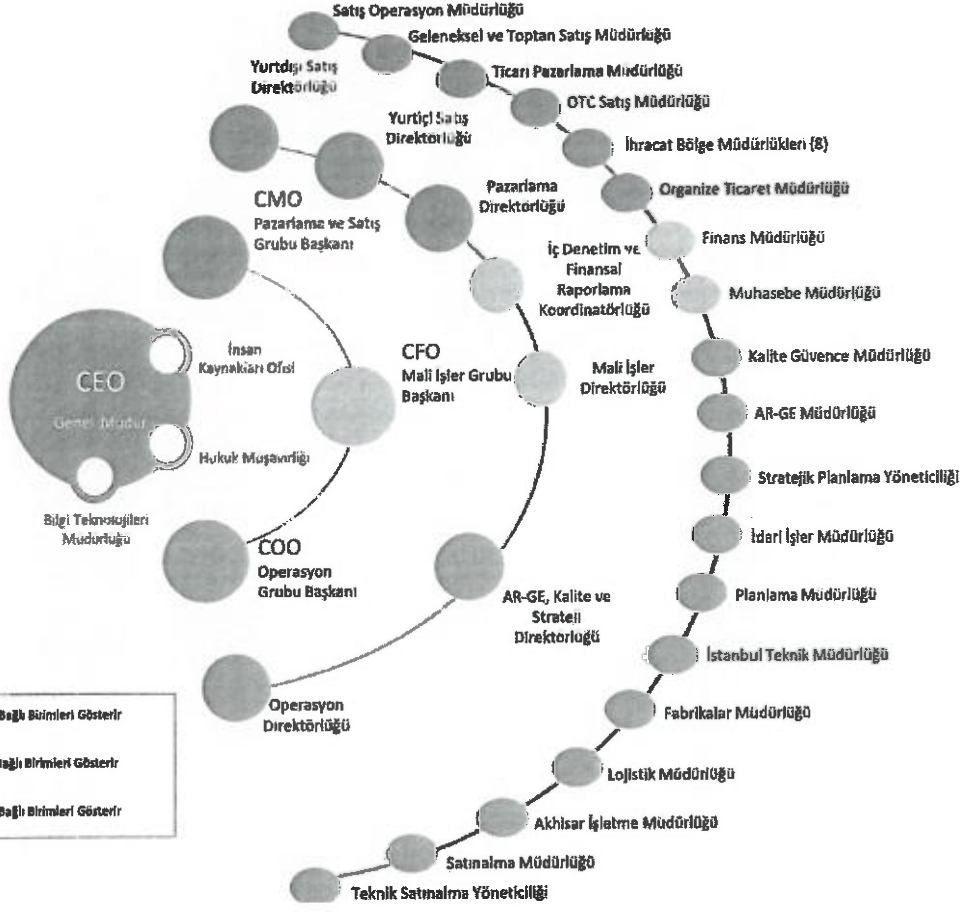 Satış Operasyon Müdürlüğü
Geleneksel ve Toptan Satış Müdürlüğü
Ticari Pazarlama Müdürlüğü
OTC Satış Müdürlüğü
İhracat Bölge Müdürlükleri (8)
Organize Ticaret Müdürlüğü
Finans Müdürlüğü
Muhasebe Müdürlüğü
Kalite Güvence Müdürlüğü
AR-GE Müdürlüğü
Stratejik Planlama Yöneticiliği
İdari İşler Müdürlüğü
Planlama Müdürlüğü
İstanbul Teknik Müdürlüğü
Fabrikalar Müdürlüğü
Lojistik Müdürlüğü
Akhisar İşletme Müdürlüğü
Satınalma Müdürlüğü
Teknik Satınalma Yöneticiliği
Yurtdışı Satış
Direktörlüğü
Yurtiçi Satış
Direktörlüğü
Pazarlama
Direktörlüğü
İç Denetim ve
Finansal
Raporlama
Koordinatörlüğü
Mali İşler
Direktörlüğü
AR-GE, Kalite ve
Strateji
Direktörlüğü
Operasyon
Direktörlüğü
CMO
Pazarlama ve Satış
Grubu Başkanı
CFO
Mali İşler Grubu
Başkanı
COO
Operasyon
Grubu Başkanı
CEO
Genel Müdür
İnsan
Kaynakları Ofisi
Hukuk Müşavirliği
Bilgi Teknolojileri
Müdürlüğü
Bağlı Birimleri Gösterir
Bağlı Birimleri Gösterir
Bağlı Birimleri Gösterir